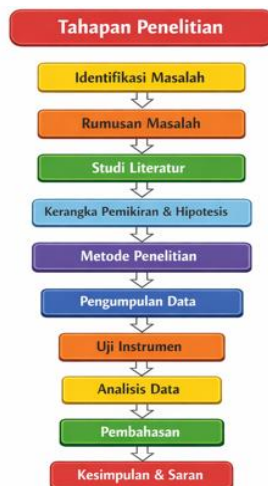 Tahapan Penelitian
Identifikasi Masalah
Rumusan Masalah
Studi Literatur
Kerangka Pemikiran & Hipotesis
Metode Penelitian
Pengumpulan Data
Uji Instrumen
Analisis Data
Pembahasan
Kesimpulan & Saran